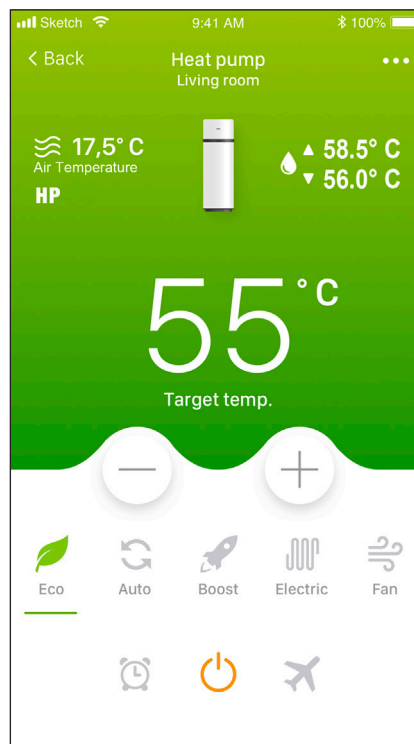 Sketch 9:41 AM 100%
< Back Heat pump
Living room
17,5° C ▲ 58.5° C
Air Temperature ▼ 56.0° C
HP
55 °C
Target temp.
Eco Auto Boost Electric Fan